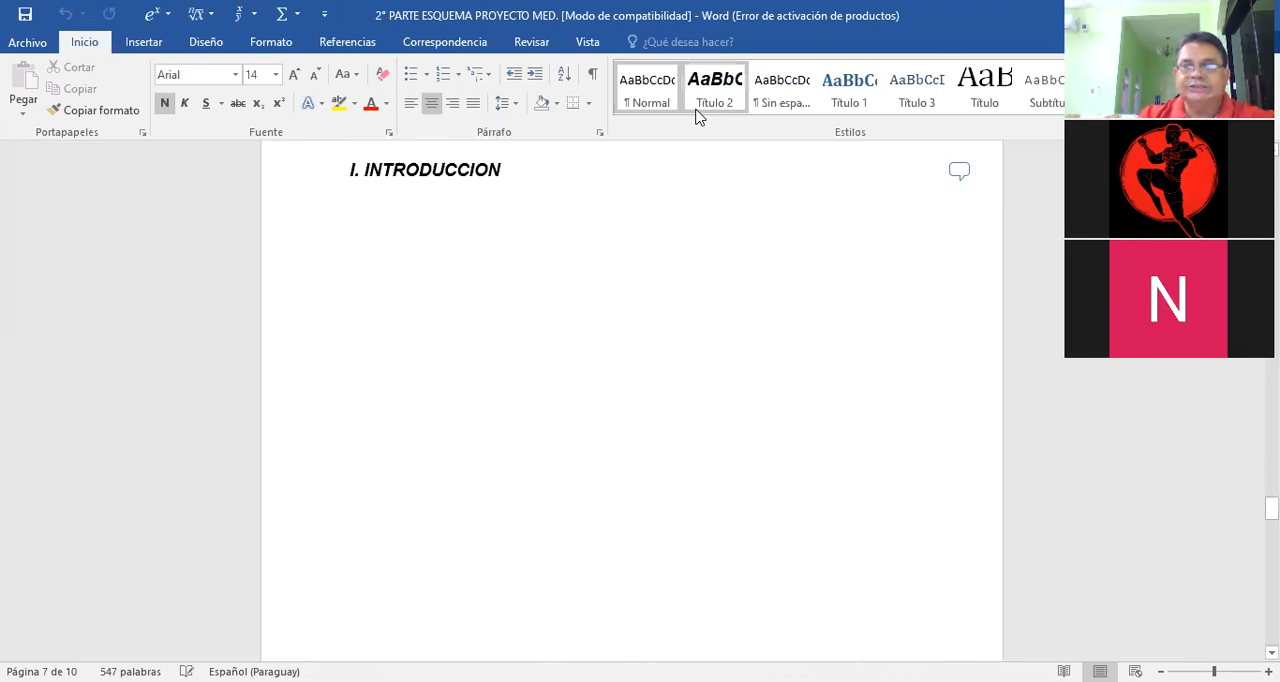 2° PARTE ESQUEMA PROYECTO MED. [Modo de compatibilidad] - Word (Error de activación de productos)
Archivo Inicio Insertar Diseño Formato Referencias Correspondencia Revisar Vista ¿Qué desea hacer?
Pegar
Cortar
Copiar
Copiar formato
Portapapeles
Arial 14
Aa
N K S abc x₂ x²
A A
Fuente
Párrafo
AaBbCcDc AaBbC AaBbCcDc AaBbC AaBbCcI AaB AaBbCc
¶ Normal Título 2 ¶ Sin espa... Título 1 Título 3 Título Subtítu
Estilos
I. INTRODUCCION
N
Página 7 de 10 547 palabras Español (Paraguay)